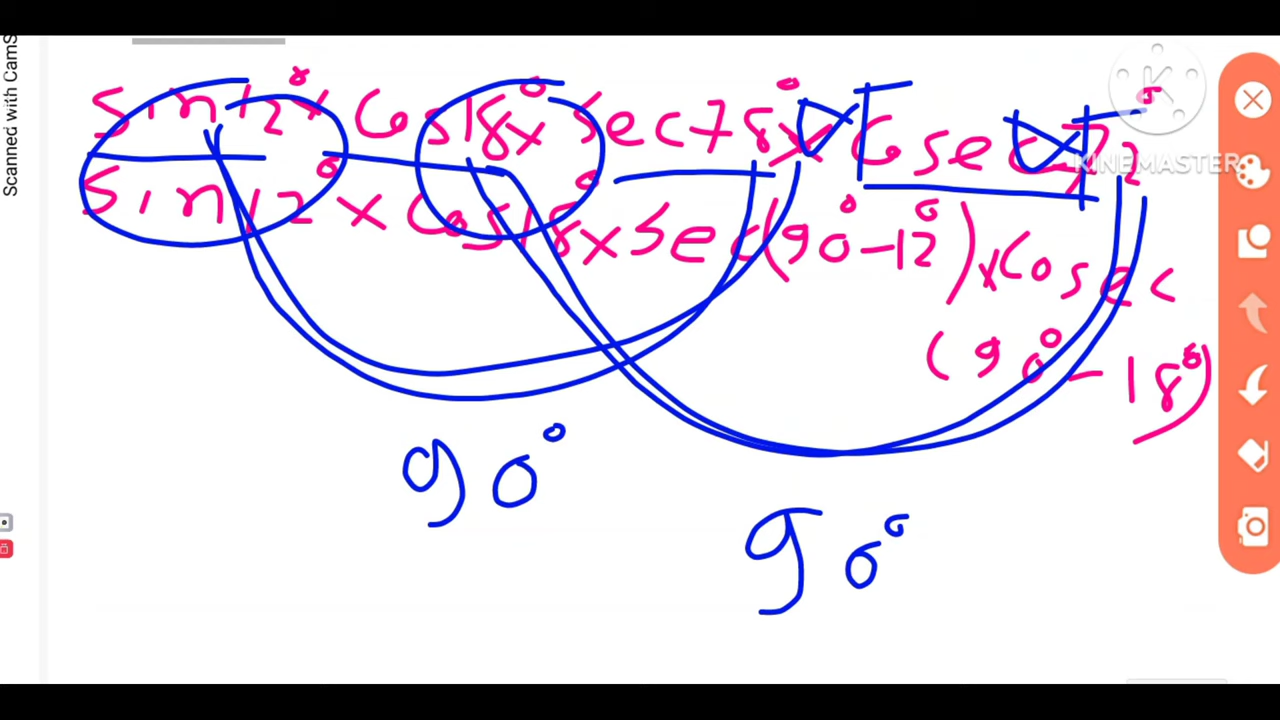 Sin12° × Cos18° × Sec78° × Cosec72°
Sin12° × Cos18° × Sec(90° - 12°) × Cosec
(90° - 18°)
90°
90°
KINEMASTER
Scanned with CamS